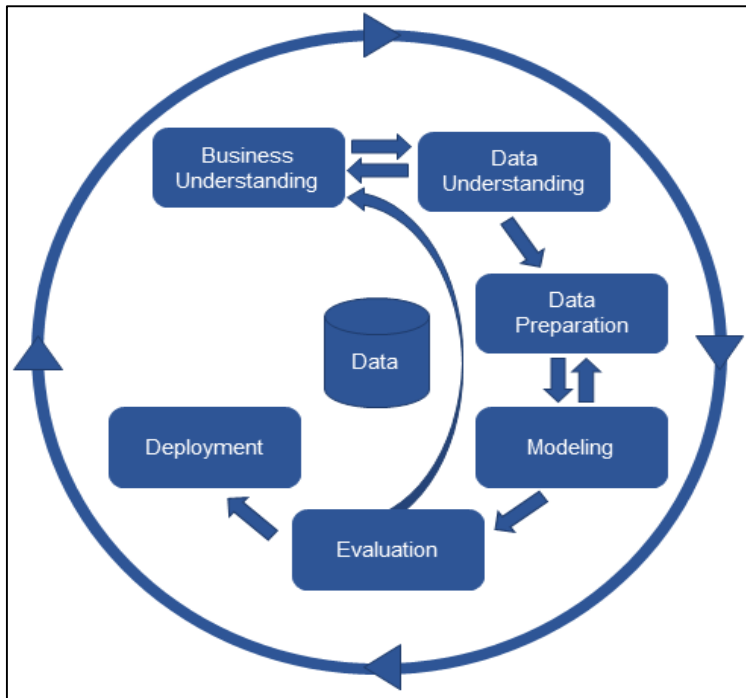 Business
Understanding
Data
Understanding
Data
Preparation
Data
Deployment
Modeling
Evaluation